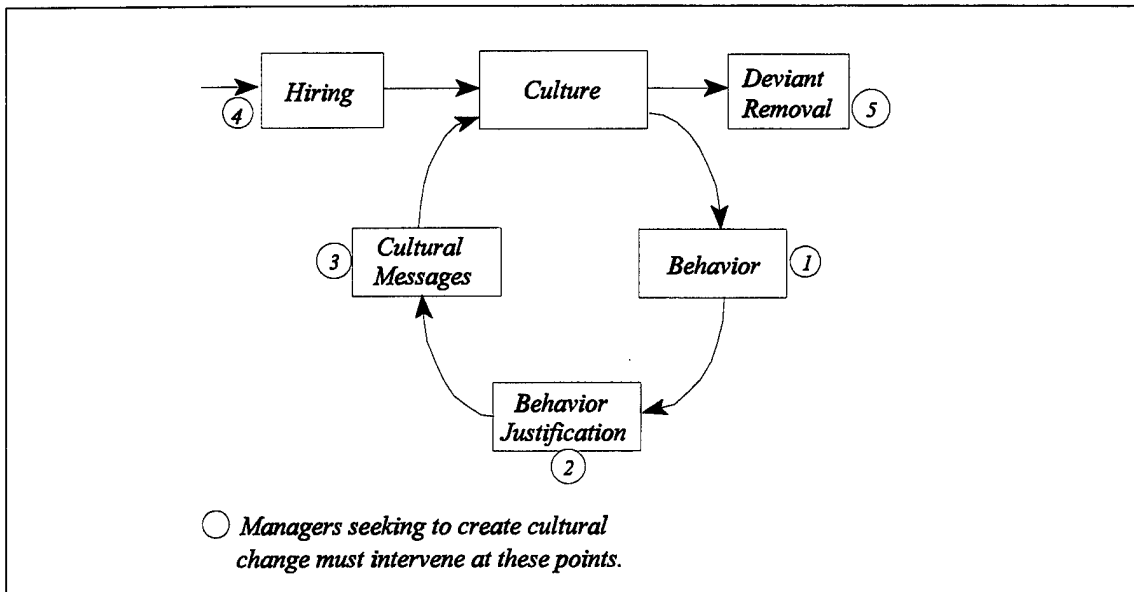 Hiring
4
Culture
Deviant
Removal
5
Cultural
Messages
3
Behavior
1
Behavior
Justification
2
Managers seeking to create cultural
change must intervene at these points.